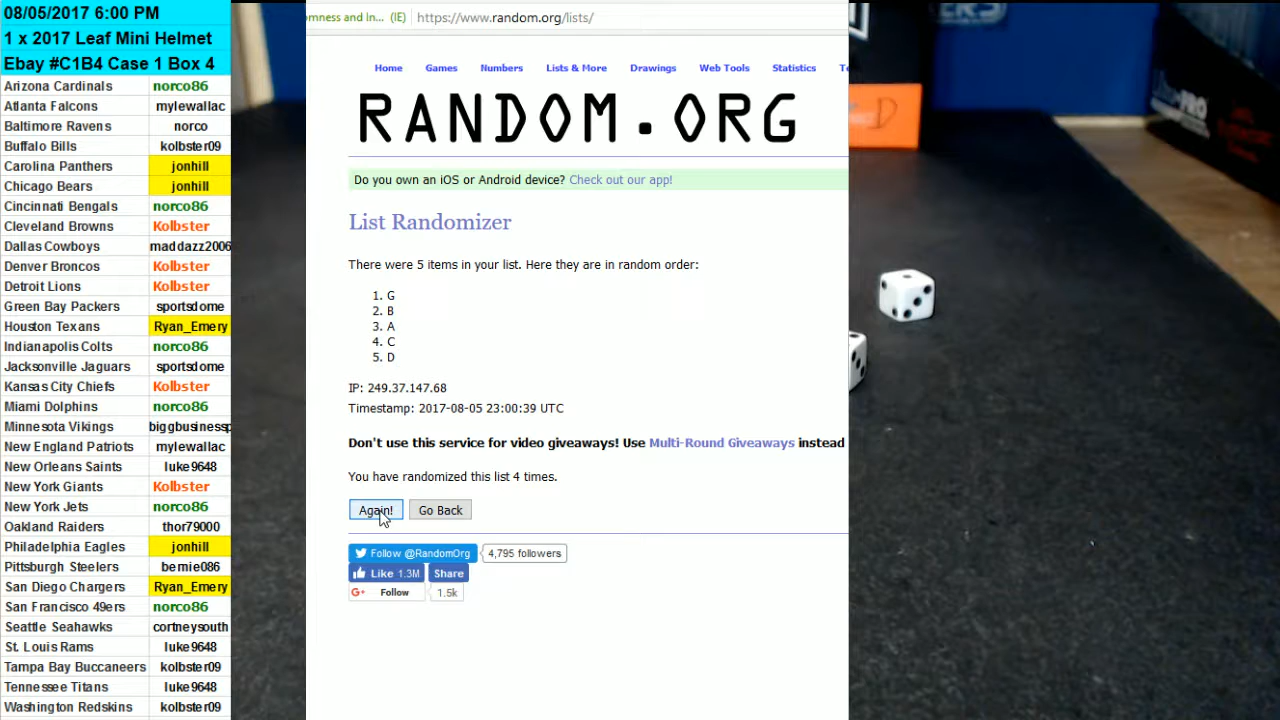 08/05/2017 6:00 PM
1 x 2017 Leaf Mini Helmet
Ebay #C1B4 Case 1 Box 4
Arizona Cardinals norco86
Atlanta Falcons mylewallac
Baltimore Ravens norco
Buffalo Bills kolbster09
Carolina Panthers jonhill
Chicago Bears jonhill
Cincinnati Bengals norco86
Cleveland Browns Kolbster
Dallas Cowboys maddazz2006
Denver Broncos Kolbster
Detroit Lions Kolbster
Green Bay Packers sportsdome
Houston Texans Ryan_Emery
Indianapolis Colts norco86
Jacksonville Jaguars sportsdome
Kansas City Chiefs Kolbster
Miami Dolphins norco86
Minnesota Vikings biggbusinessp
New England Patriots mylewallac
New Orleans Saints luke9648
New York Giants Kolbster
New York Jets norco86
Oakland Raiders thor79000
Philadelphia Eagles jonhill
Pittsburgh Steelers bernie086
San Diego Chargers Ryan_Emery
San Francisco 49ers norco86
Seattle Seahawks cortneysouth
St. Louis Rams luke9648
Tampa Bay Buccaneers kolbster09
Tennessee Titans luke9648
Washington Redskins kolbster09
omness and In... (IE) https://www.random.org/lists/
Home Games Numbers Lists & More Drawings Web Tools Statistics Te
RANDOM.ORG
Do you own an iOS or Android device? Check out our app!
List Randomizer
There were 5 items in your list. Here they are in random order:
1. G
2. B
3. A
4. C
5. D
IP: 249.37.147.68
Timestamp: 2017-08-05 23:00:39 UTC
Don't use this service for video giveaways! Use Multi-Round Giveaways instead
You have randomized this list 4 times.
Again! Go Back
Follow @RandomOrg 4,795 followers
Like 1.3M Share
G+ Follow 1.5k
D